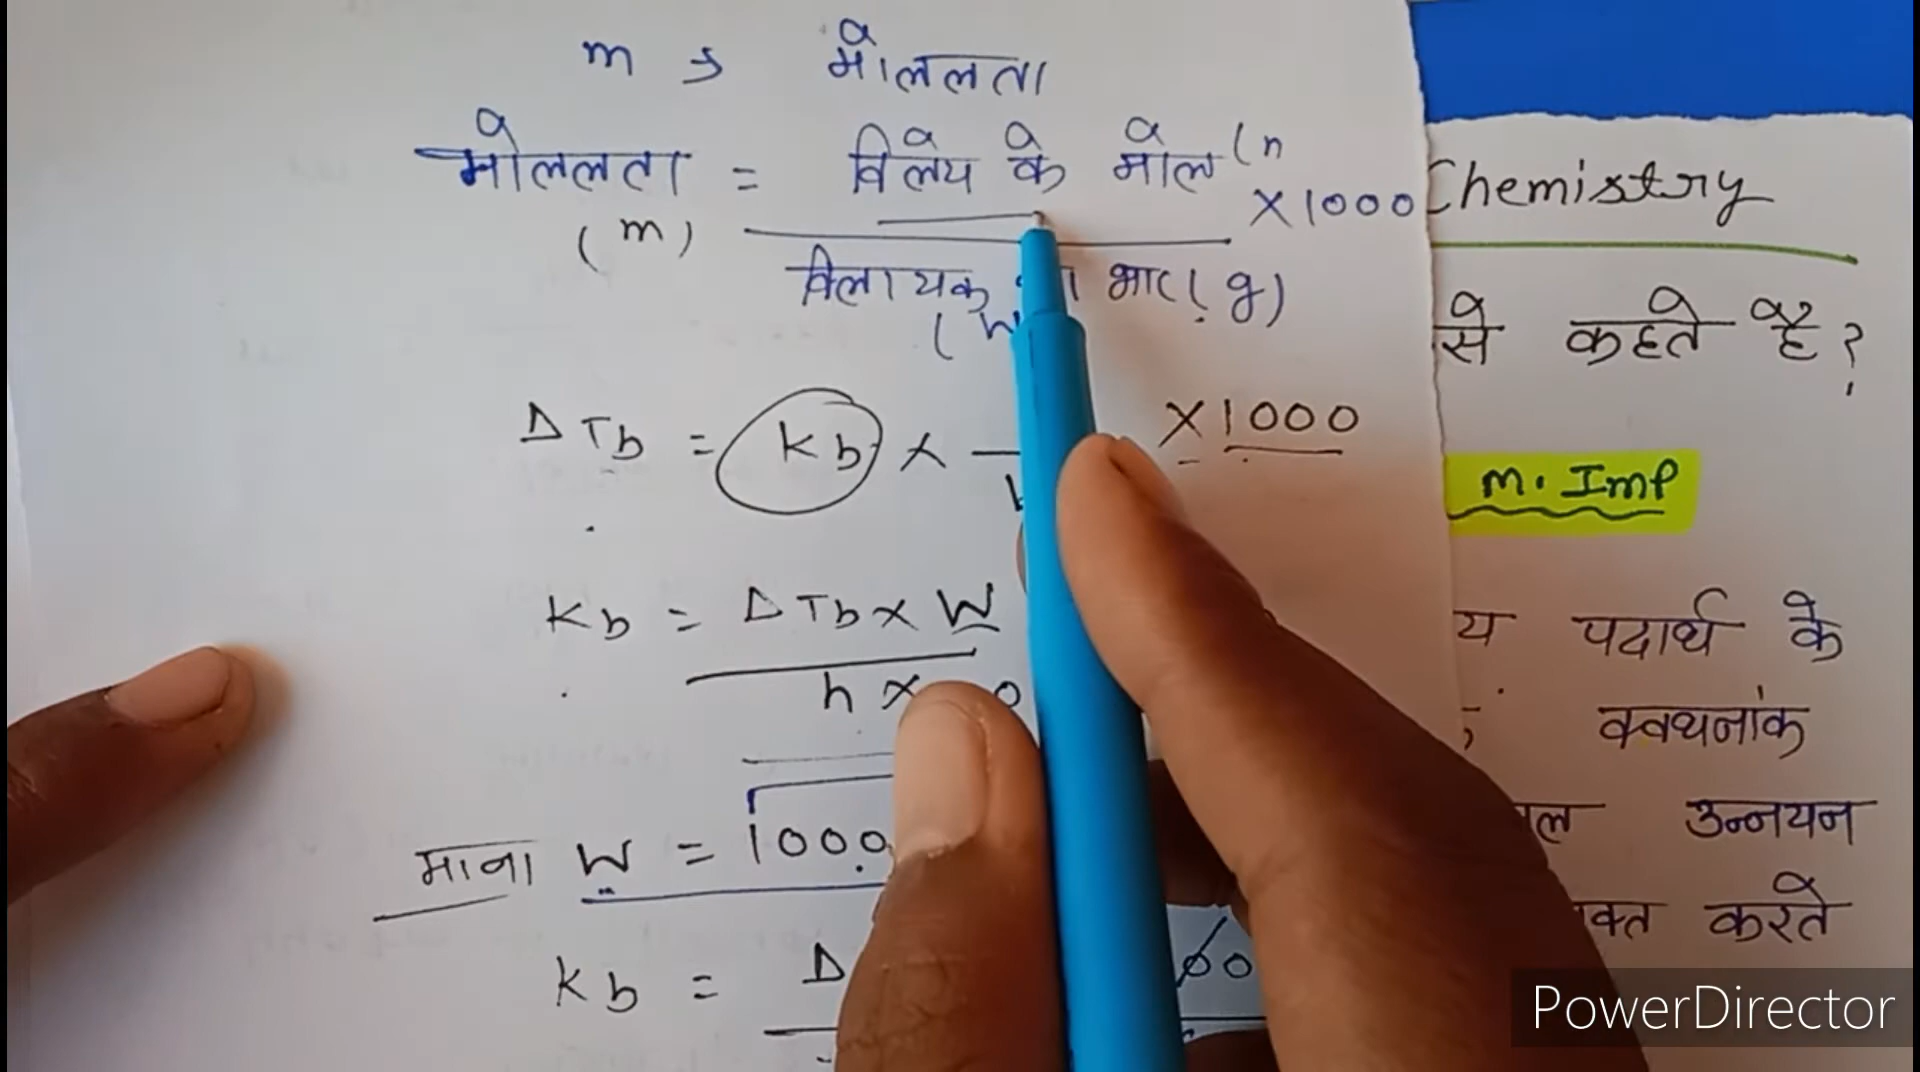 m → मोललता
मोललता = विलेय के मोल (n
(m) × 1000
विलायक भार (g)
(W
ΔTb = Kb × × 1000
Kb = ΔTb × W
n ×
माना W = 1000
Kb = Δ
Chemistry
से कहते है?
m. Imp
य पदार्थ के
, क्वथनांक
उन्नयन
क्त करते
PowerDirector